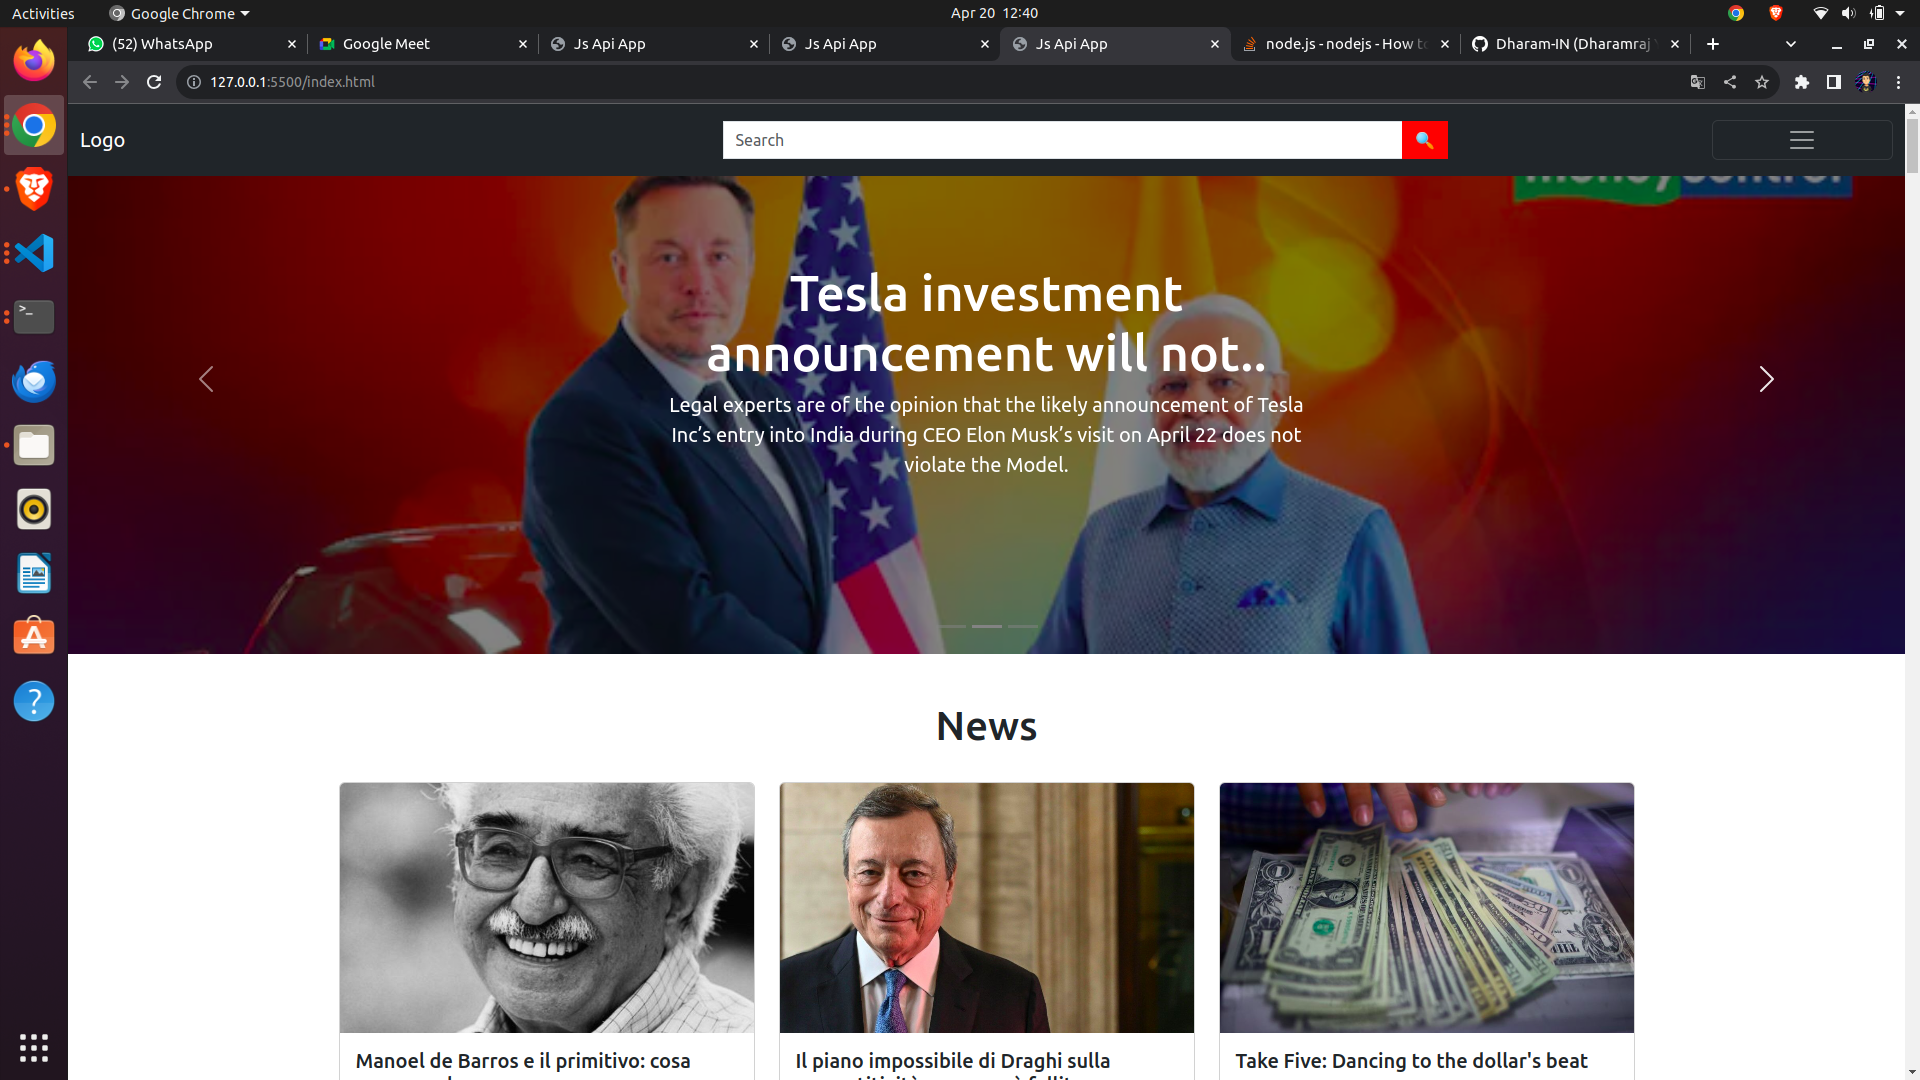 Activities
Google Chrome
Apr 20 12:40
(52) WhatsApp
Google Meet
Js Api App
Js Api App
Js Api App
node.js - nodejs - How to
Dharam-IN (Dharamraj
127.0.0.1:5500/index.html
Logo
Search
Tesla investment
announcement will not..
Legal experts are of the opinion that the likely announcement of Tesla
Inc’s entry into India during CEO Elon Musk’s visit on April 22 does not
violate the Model.
News
Manoel de Barros e il primitivo: cosa
Il piano impossibile di Draghi sulla
Take Five: Dancing to the dollar's beat